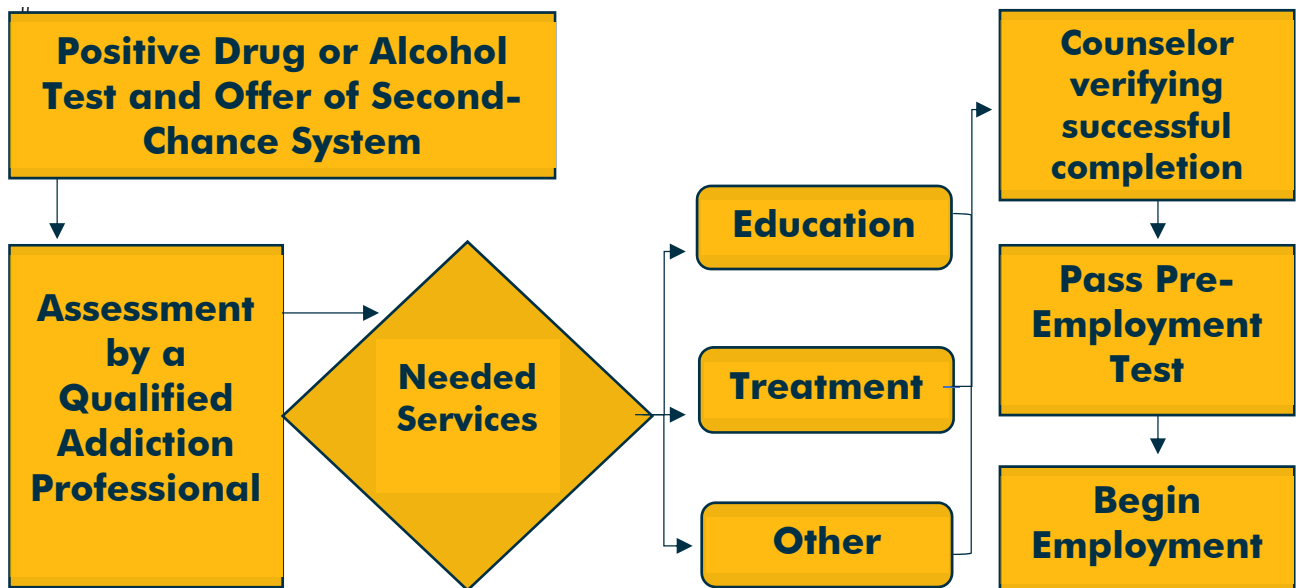 Positive Drug or Alcohol
Test and Offer of Second-
Chance System
Assessment
by a
Qualified
Addiction
Professional
Needed
Services
Education
Treatment
Other
Counselor
verifying
successful
completion
Pass Pre-
Employment
Test
Begin
Employment